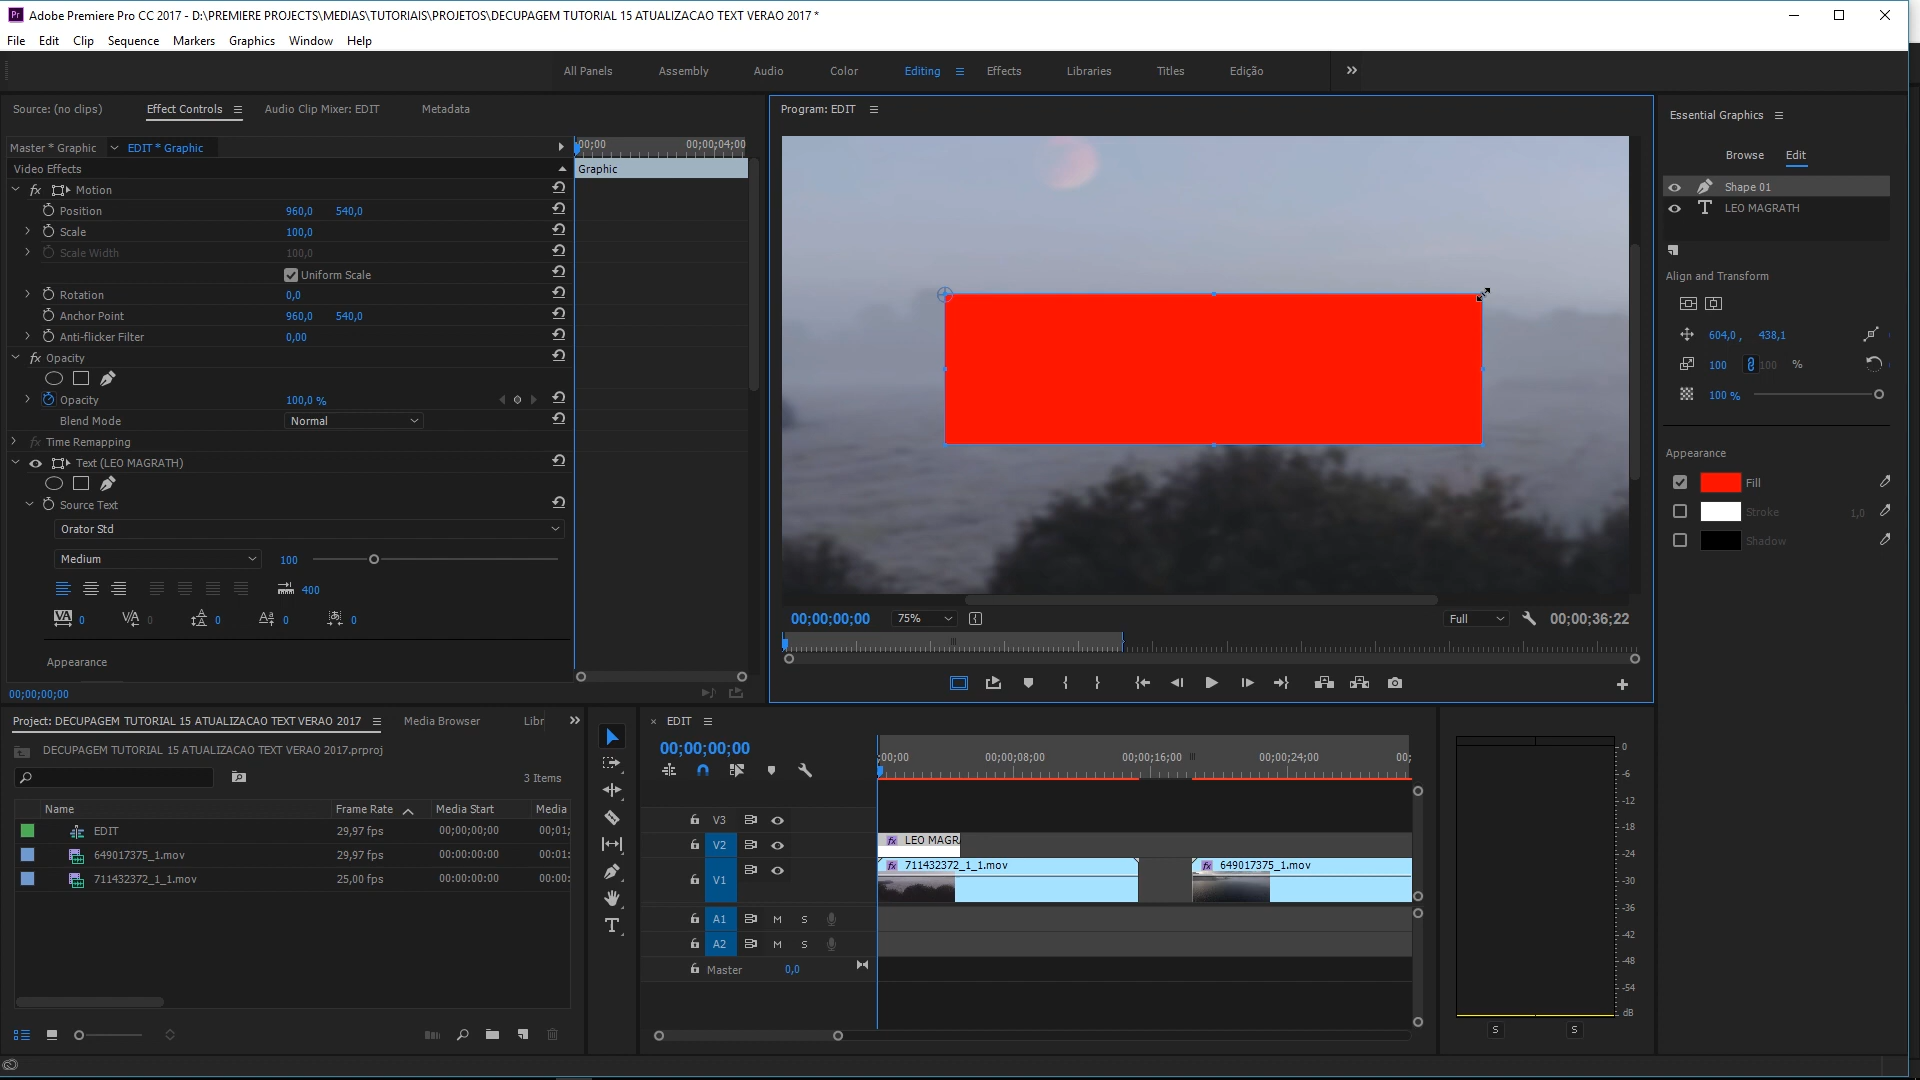 Adobe Premiere Pro CC 2017 - D:\PREMIERE PROJECTS\MEDIAS\TUTORIAIS\PROJETOS\DECUPAGEM TUTORIAL 15 ATUALIZACAO TEXT VERAO 2017 *
File Edit Clip Sequence Markers Graphics Window Help
All Panels Assembly Audio Color Editing Effects Libraries Titles Edição
Source: (no clips) Effect Controls Audio Clip Mixer: EDIT Metadata
Master * Graphic EDIT * Graphic
00;00 00;00;04;00
Video Effects
Graphic
fx Motion
Position 960,0 540,0
Scale 100,0
Scale Width 100,0
Uniform Scale
Rotation 0,0
Anchor Point 960,0 540,0
Anti-flicker Filter 0,00
fx Opacity
Opacity 100,0 %
Blend Mode Normal
fx Time Remapping
Text (LEO MAGRATH)
Source Text
Orator Std
Medium 100
400
0 0 0 0 0
Appearance
00;00;00;00
Program: EDIT
00;00;00;00 75% Full 00;00;36;22
Essential Graphics
Browse Edit
Shape 01
LEO MAGRATH
Align and Transform
604,0 , 438,1
100 100 %
100 %
Appearance
Fill
Stroke 1,0
Shadow
Project: DECUPAGEM TUTORIAL 15 ATUALIZACAO TEXT VERAO 2017 Media Browser Libr
DECUPAGEM TUTORIAL 15 ATUALIZACAO TEXT VERAO 2017.prproj
3 Items
Name Frame Rate Media Start Media
EDIT 29,97 fps 00;00;00;00 00;01;
649017375_1.mov 29,97 fps 00:00:00:00 00:01:
711432372_1_1.mov 25,00 fps 00:00:00:00 00:00:
EDIT
00;00;00;00
;00;00 00;00;08;00 00;00;16;00 00;00;24;00 00;
V3
V2 fx LEO MAGR
V1 fx 711432372_1_1.mov fx 649017375_1.mov
A1 M S
A2 M S
Master 0,0
0
-6
-12
-18
-24
-30
-36
-42
-48
-54
dB
S S